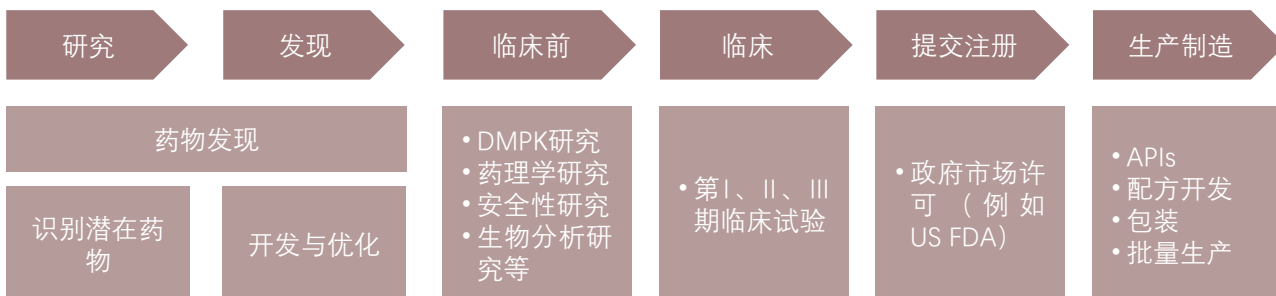 研究
发现
临床前
临床
提交注册
生产制造
药物发现
识别潜在药
物
开发与优化
•DMPK研究
•药理学研究
•安全性研究
•生物分析研
究等
•第I、II、III
期临床试验
•政府市场许
可（例如
US FDA）
•APIs
•配方开发
•包装
•批量生产